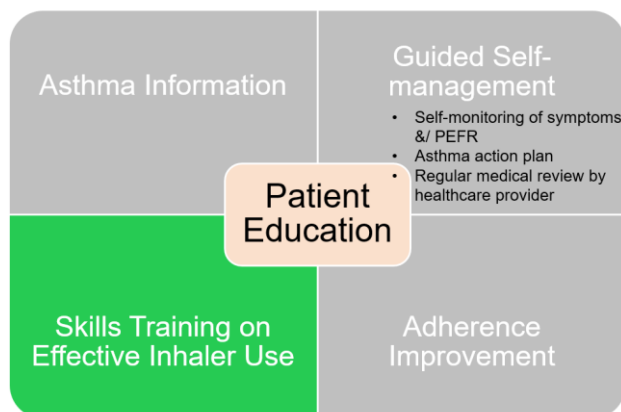 Asthma Information
Guided Self-
management
• Self-monitoring of symptoms
&/ PEFR
• Asthma action plan
• Regular medical review by
healthcare provider
Patient
Education
Skills Training on
Effective Inhaler Use
Adherence
Improvement